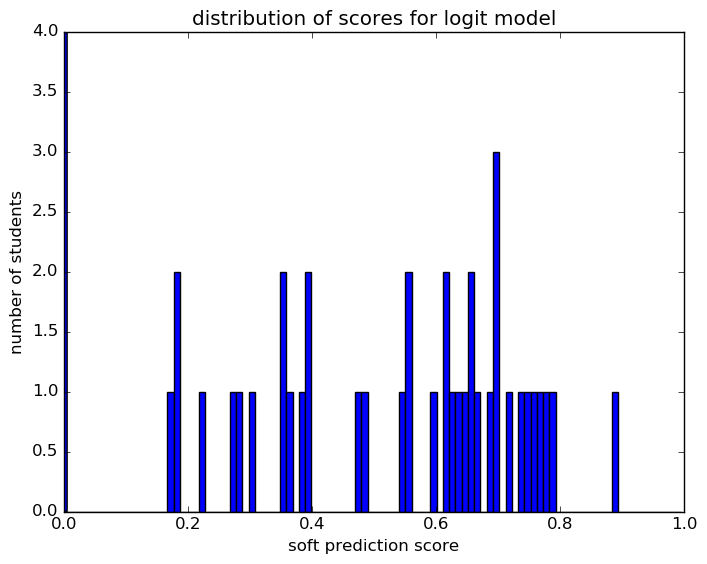 distribution of scores for logit model
4.0
3.5
3.0
2.5
2.0
1.5
1.0
0.5
0.0
number of students
0.0 0.2 0.4 0.6 0.8 1.0
soft prediction score